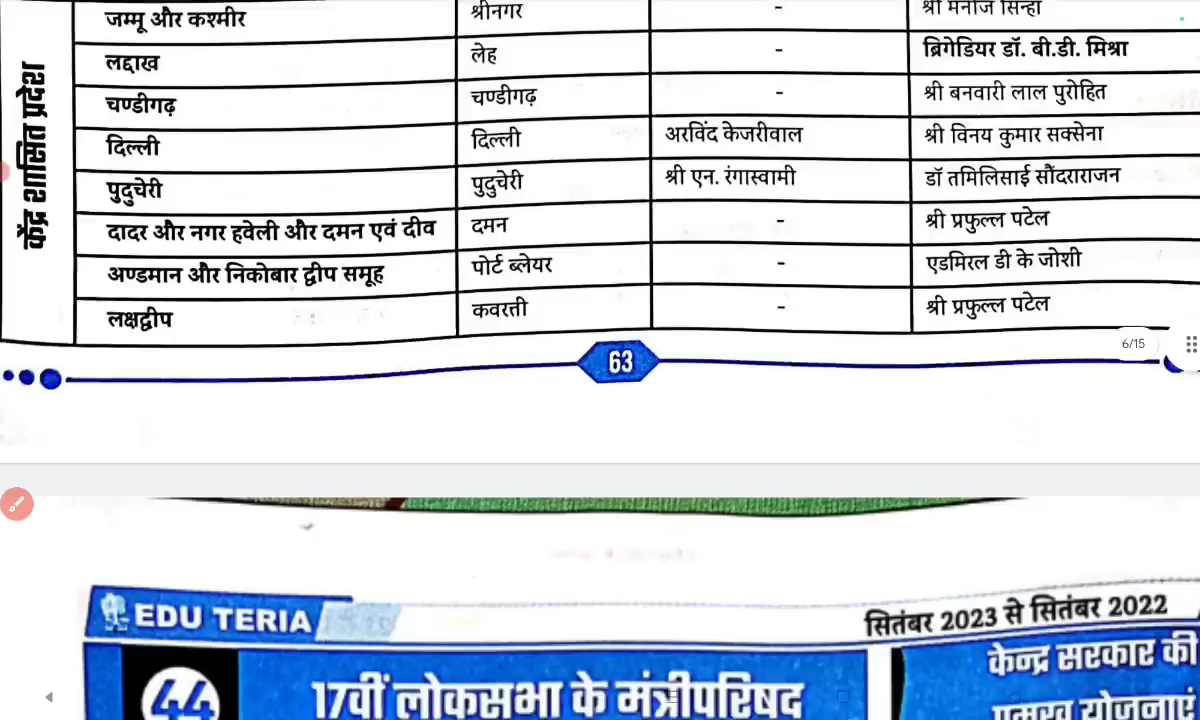 जम्मू और कश्मीर श्रीनगर - श्री मनोज सिन्हा
लद्दाख लेह - ब्रिगेडियर डॉ. बी.डी. मिश्रा
चण्डीगढ़ चण्डीगढ़ - श्री बनवारी लाल पुरोहित
दिल्ली दिल्ली अरविंद केजरीवाल श्री विनय कुमार सक्सेना
पुदुचेरी पुदुचेरी श्री एन. रंगास्वामी डॉ तमिलिसाई सौंदराराजन
दादर और नगर हवेली और दमन एवं दीव दमन - श्री प्रफुल्ल पटेल
अण्डमान और निकोबार द्वीप समूह पोर्ट ब्लेयर - एडमिरल डी के जोशी
लक्षद्वीप कवरती - श्री प्रफुल्ल पटेल
केंद्र शासित प्रदेश
6/15
63
EDU TERIA
सितंबर 2023 से सितंबर 2022
44 17वीं लोकसभा के मंत्रीपरिषद
केन्द्र सरकार की
प्रमुख योजनाएं